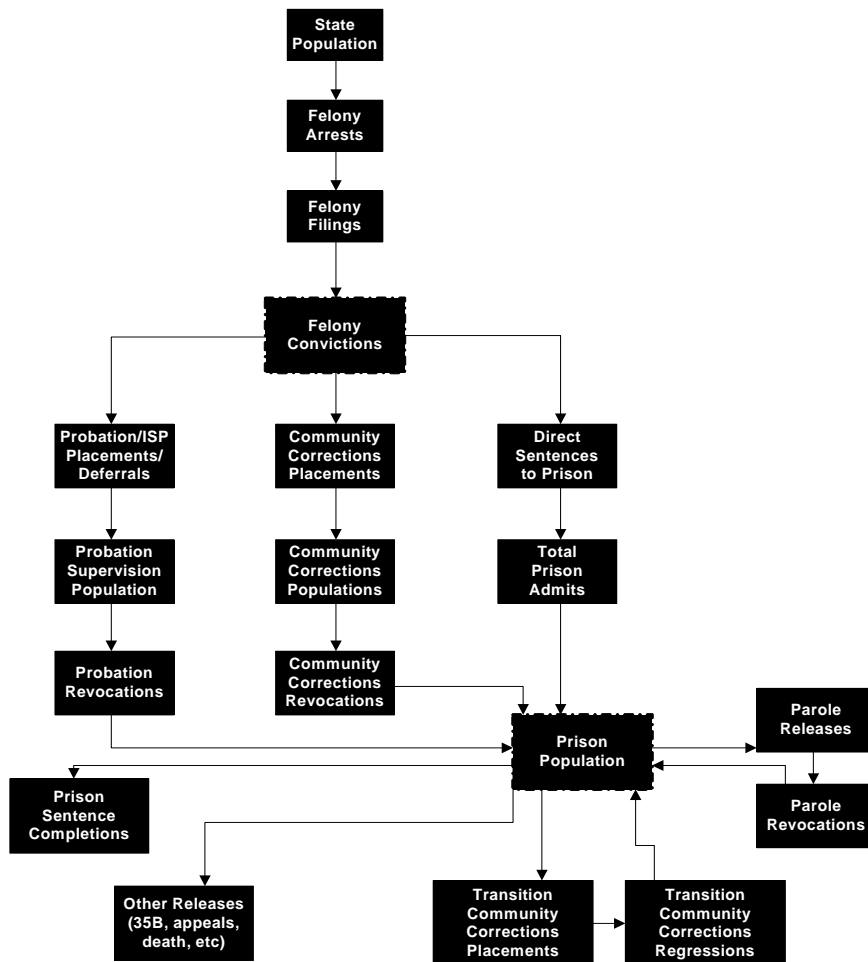 State
Population
Felony
Arrests
Felony
Filings
Felony
Convictions
Probation/ISP
Placements/
Deferrals
Community
Corrections
Placements
Direct
Sentences
to Prison
Probation
Supervision
Population
Community
Corrections
Populations
Total
Prison
Admits
Probation
Revocations
Community
Corrections
Revocations
Prison
Population
Parole
Releases
Prison
Sentence
Completions
Parole
Revocations
Other Releases
(35B, appeals,
death, etc)
Transition
Community
Corrections
Placements
Transition
Community
Corrections
Regressions